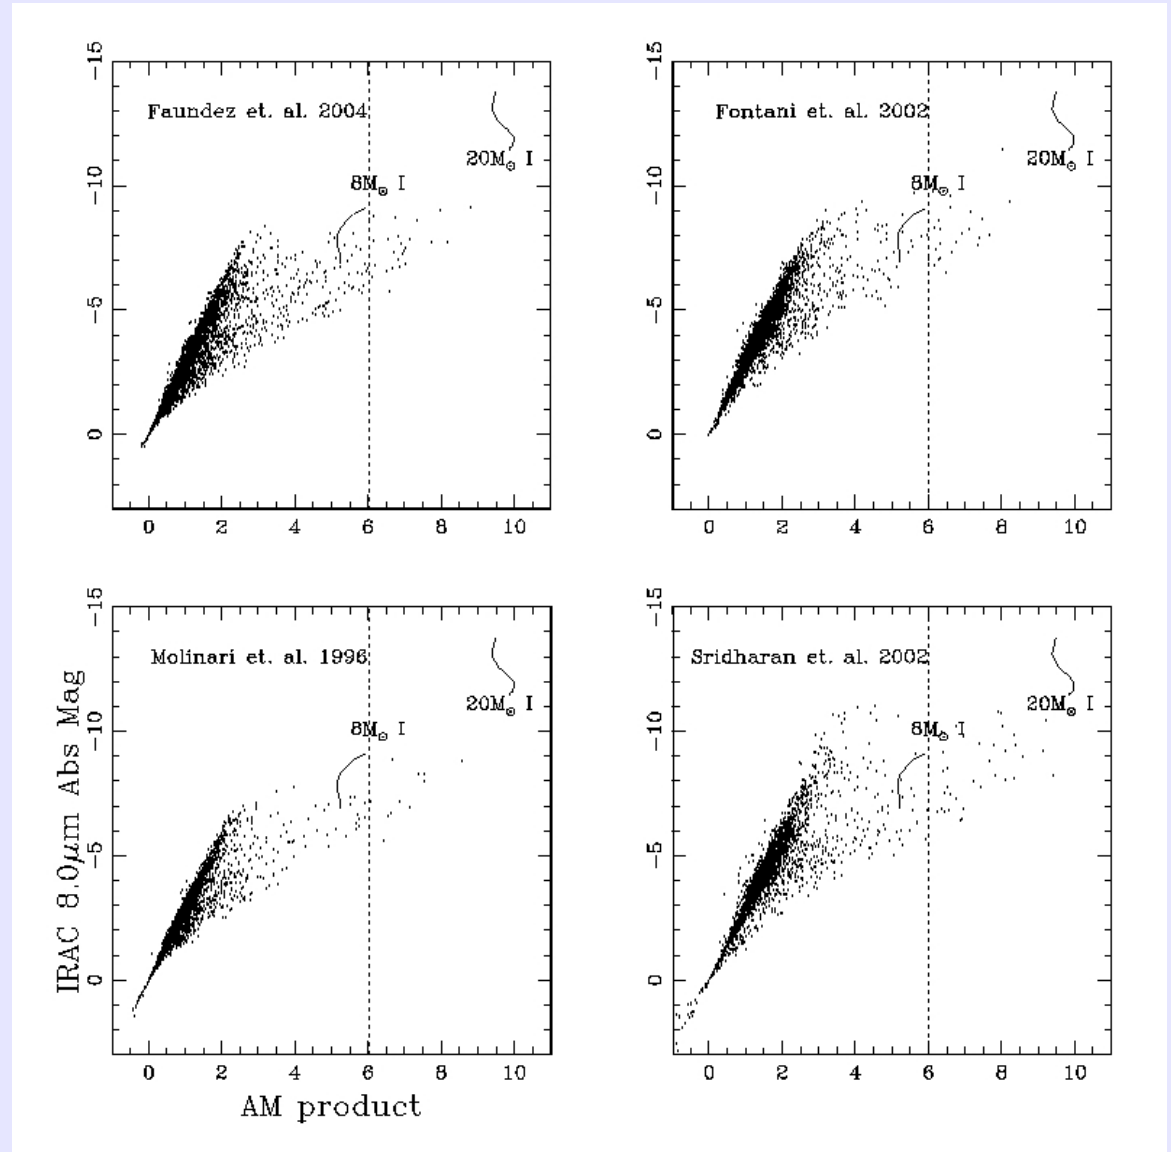 -15
-15
Faundez et. al. 2004
Fontani et. al. 2002
20M⊙ I
20M⊙ I
8M⊙ I
8M⊙ I
-10
-10
-5
-5
0
0
0 2 4 6 8 10
0 2 4 6 8 10
-15
-15
Molinari et. al. 1996
Sridharan et. al. 2002
20M⊙ I
20M⊙ I
8M⊙ I
8M⊙ I
-10
-10
-5
-5
0
0
0 2 4 6 8 10
0 2 4 6 8 10
IRAC 8.0μm Abs Mag
AM product